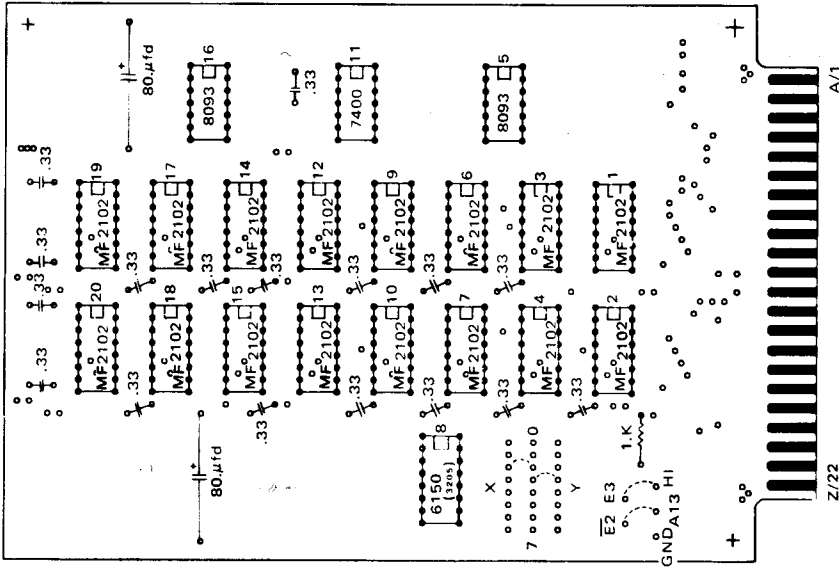 80.µfd
16
8093
.33
11
7400
5
8093
A/1
.33
19
MF2102
17
MF2102
14
MF2102
12
MF2102
9
MF2102
6
MF2102
3
MF2102
1
MF2102
.33
.33
.33
.33
.33
.33
.33
.33
20
MF2102
18
MF2102
15
MF2102
13
MF2102
10
MF2102
7
MF2102
4
MF2102
2
MF2102
.33
.33
.33
.33
.33
.33
.33
80.µfd
8
6150
(3205)
X
7
0
Y
1.K
E2
E3
HI
GND
A13
Z/22